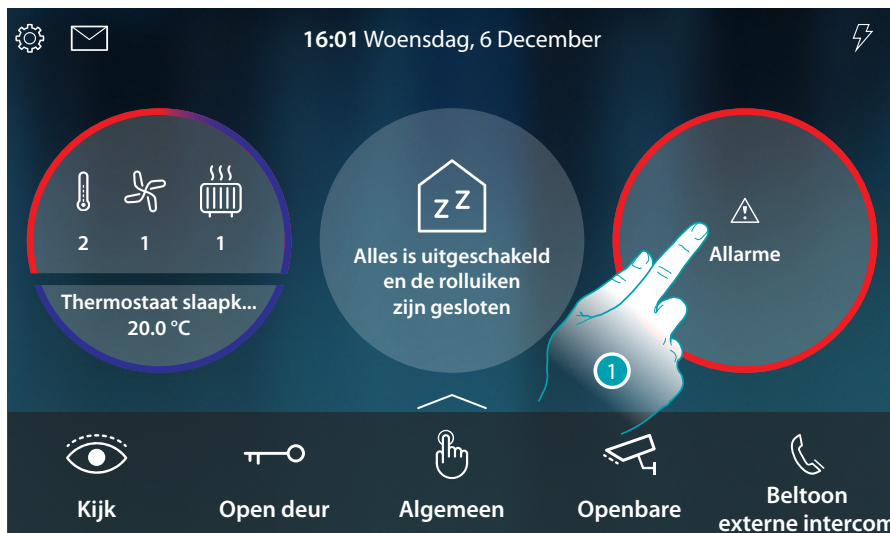 16:01 Woensdag, 6 December
2 1 1
Thermostaat slaapk...
20.0 °C
z Z
Alles is uitgeschakeld
en de rolluiken
zijn gesloten
Allarme
1
Kijk
Open deur
Algemeen
Openbare
Beltoon
externe intercom